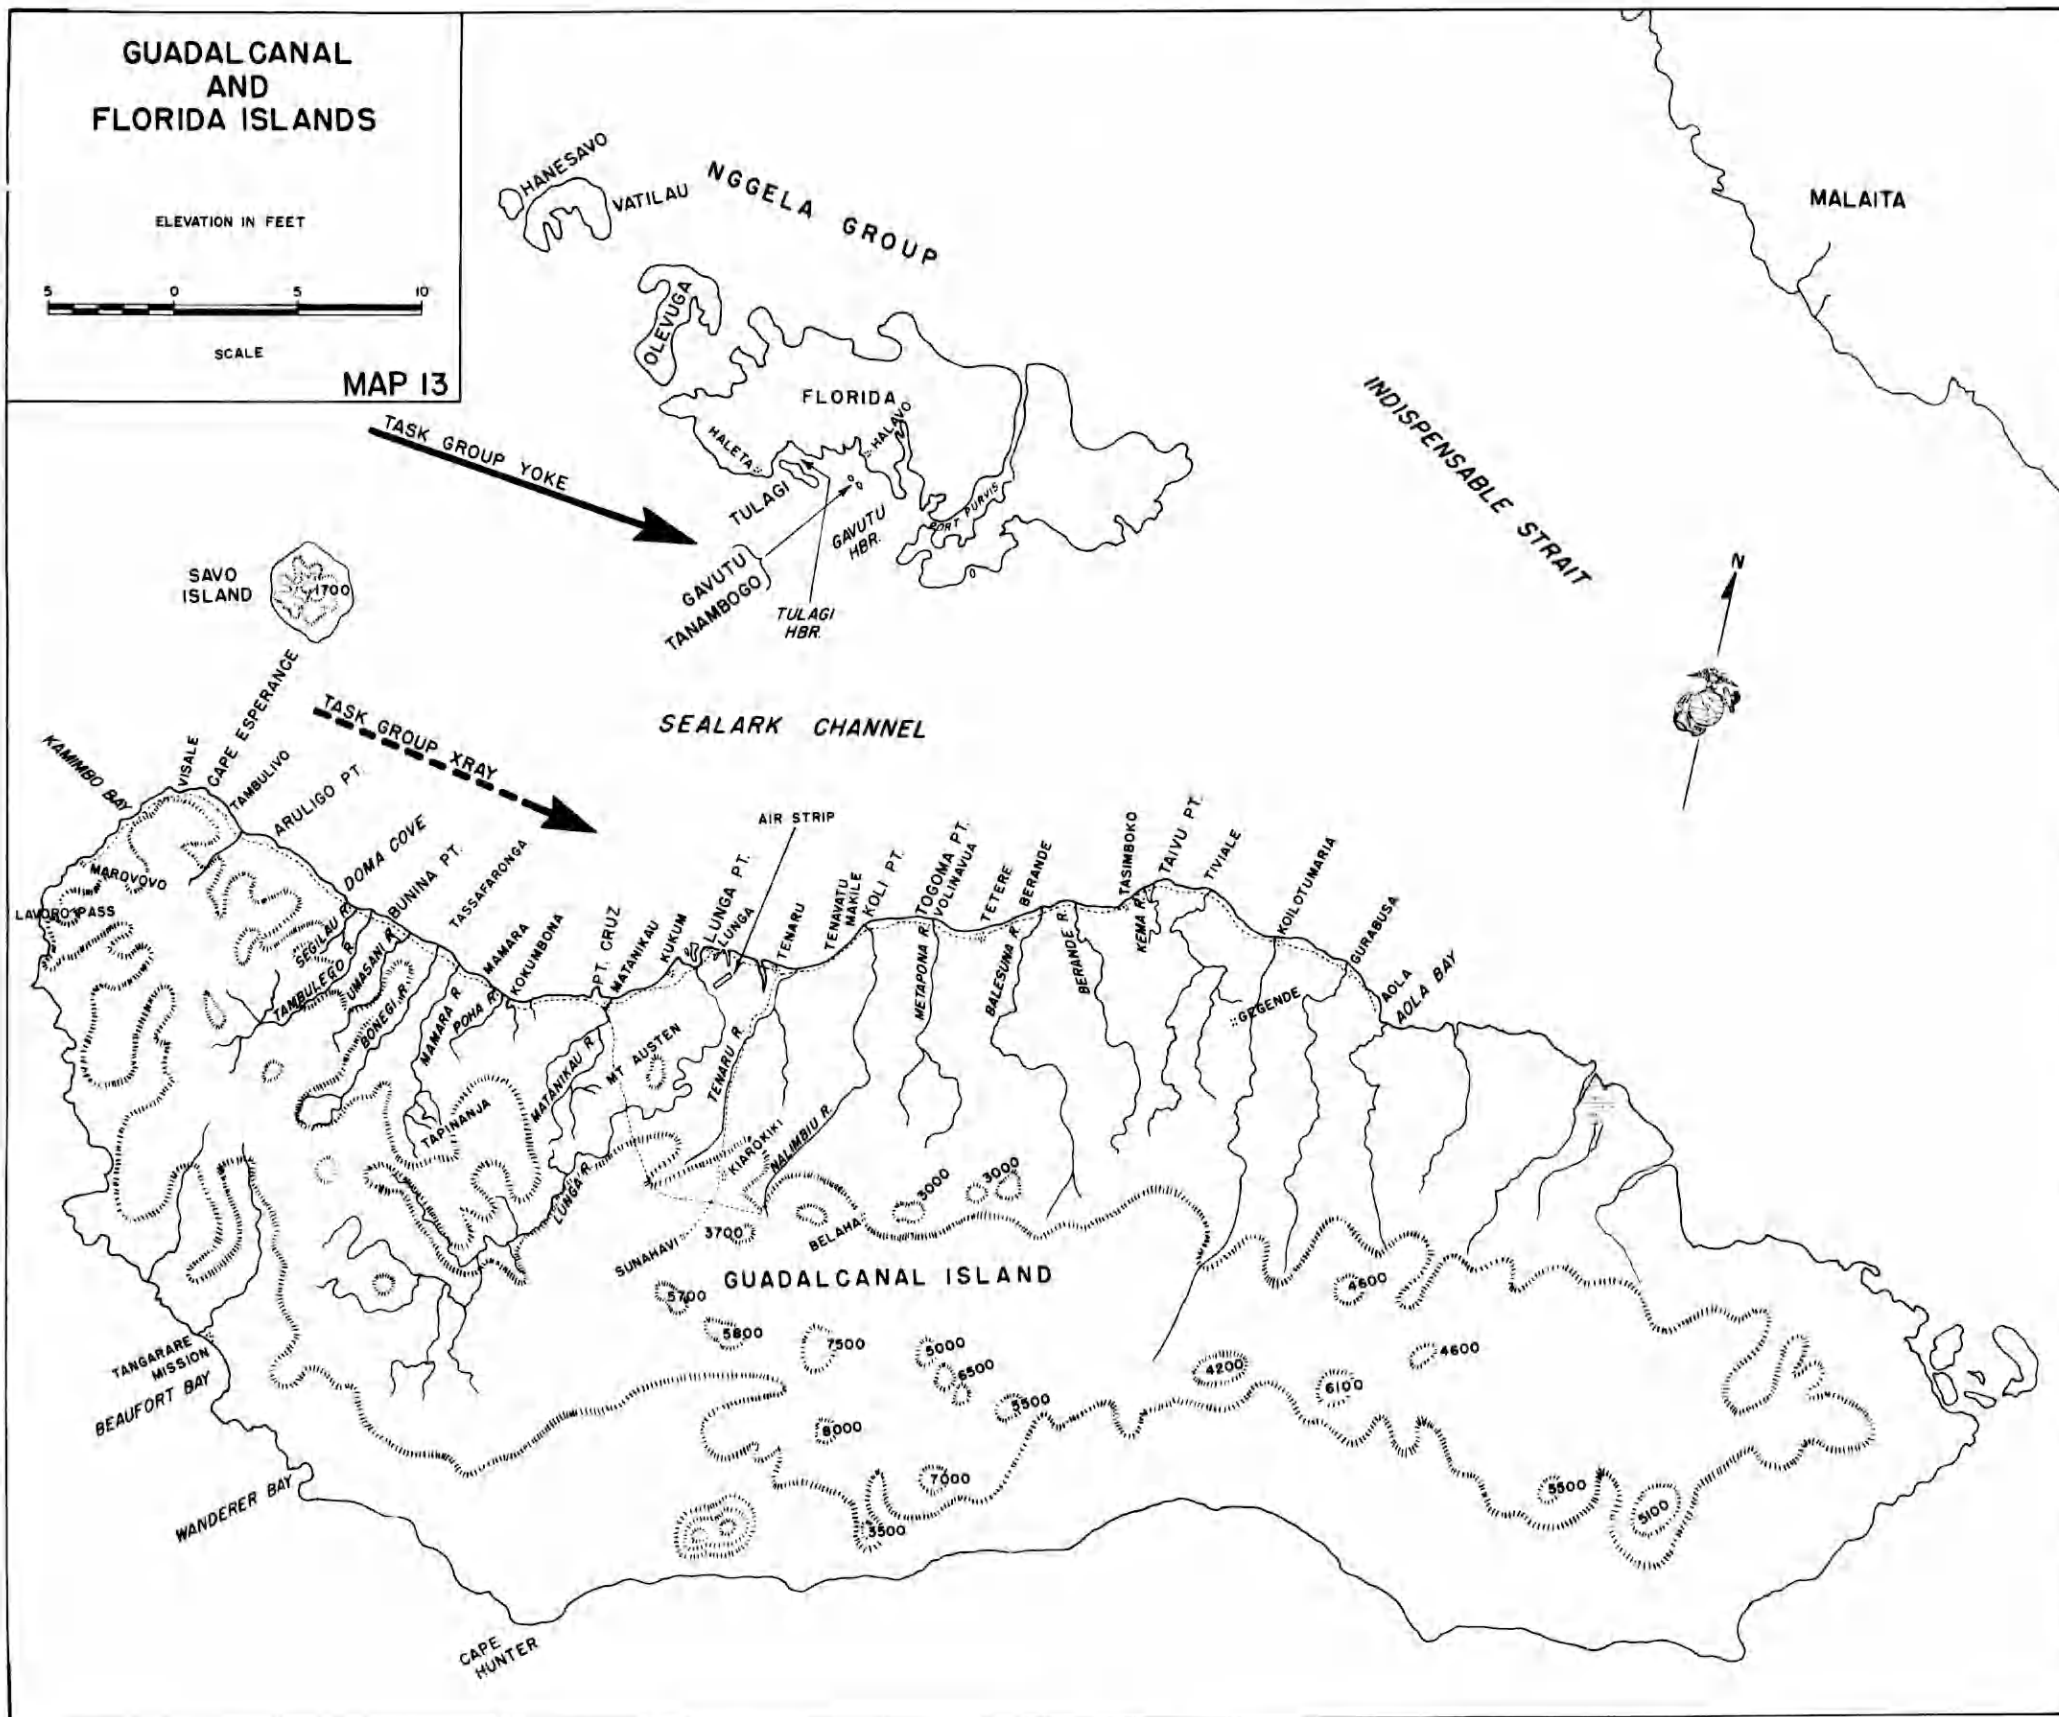 GUADALCANAL
AND
FLORIDA ISLANDS
ELEVATION IN FEET
5 0 5 10
SCALE
MAP 13
HANESAVO
VATILAU
NGGELA GROUP
OLEVUGA
FLORIDA
HALETA
HALAVO
TULAGI
GAVUTU
TANAMBOGO
GAVUTU
HBR.
TULAGI
HBR.
PORT PURVIS
MALAITA
INDISPENSABLE STRAIT
N
TASK GROUP YOKE
SAVO
ISLAND
1700
TASK GROUP XRAY
SEALARK CHANNEL
KAMIMBO BAY
VISALE
CAPE ESPERANCE
TAMBULIVO
ARULIGO PT.
DOMA COVE
BUNINA PT.
TASSAFARONGA
MAMARA
KOKUMBONA
PT. CRUZ
MATANIKAU
KUKUM
LUNGA PT.
LUNGA
AIR STRIP
TENARU
TENAVATU
MAKILE
KOLI PT.
TOGOMA PT.
VOLINAVUA
TETERE
BERANDE
TASIMBOKO
TAIVU PT.
TIVIALE
KOILOTUMARIA
GURABUSA
AOLA
AOLA BAY
MAROVOVO
LAVORO PASS
SEGILAU R.
TAMBULEGO R.
UMASANI R.
BONEGI R.
MAMARA R.
POHA R.
MATANIKAU R.
MT AUSTEN
TENARU R.
METAPONA R.
BALESUNA R.
BERANDE R.
KEMA R.
GEGENDE
TAPINANJA
LUNGA R.
KIAROKIKI
NALIMBIU R.
SUNAHAVI
3700
BELAHA
3000
3000
GUADALCANAL ISLAND
4600
5700
5800
7500
5000
6500
5500
4200
6100
4600
8000
7000
3500
5500
5100
TANGARARE
MISSION
BEAUFORT BAY
WANDERER BAY
CAPE
HUNTER